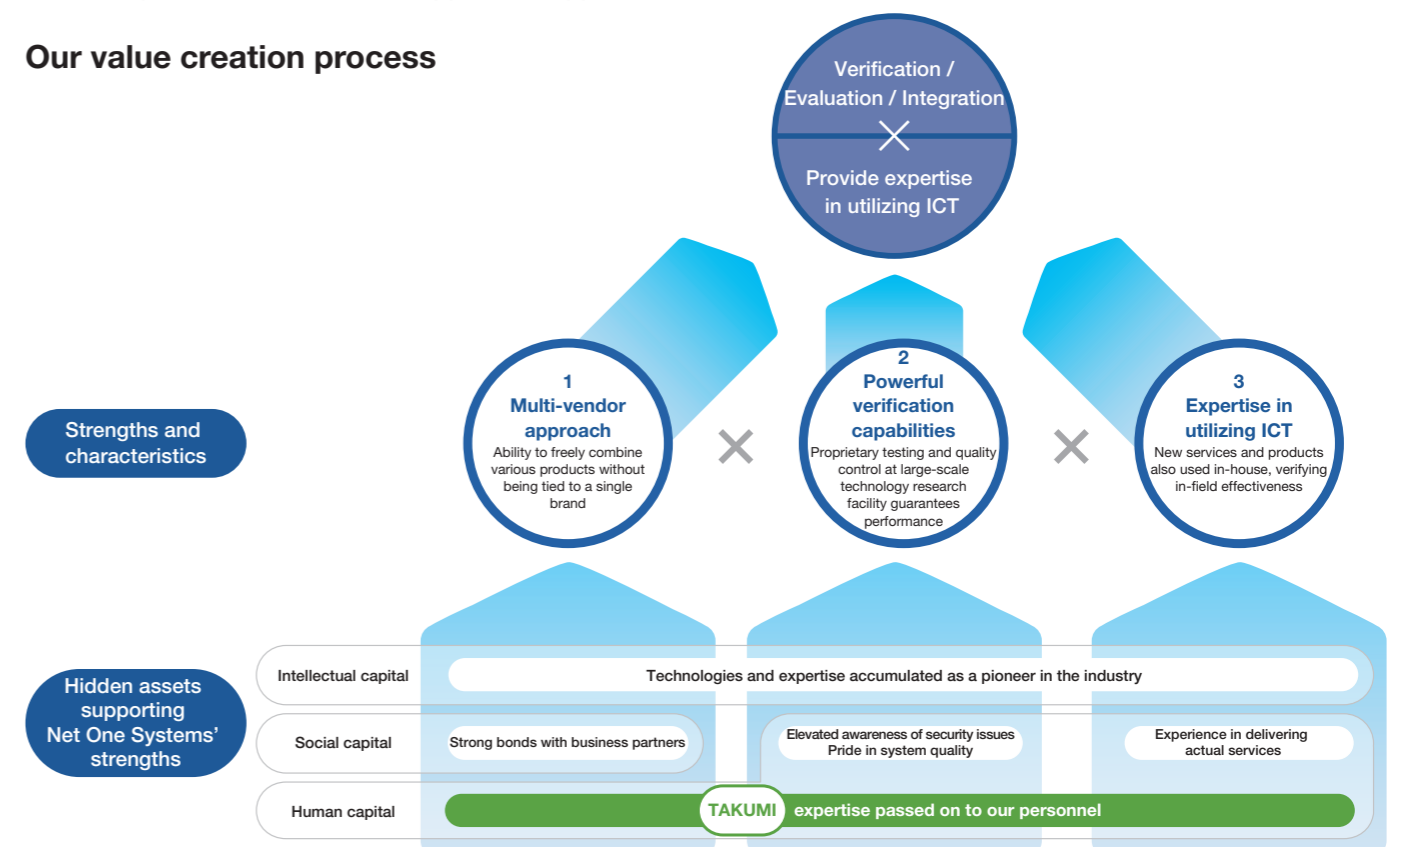 Our value creation process
Verification /
Evaluation / Integration
Provide expertise
in utilizing ICT
Strengths and
characteristics
1
Multi-vendor
approach
Ability to freely combine
various products without
being tied to a single
brand
2
Powerful
verification
capabilities
Proprietary testing and quality
control at large-scale
technology research
facility guarantees
performance
3
Expertise in
utilizing ICT
New services and products
also used in-house, verifying
in-field effectiveness
Hidden assets
supporting
Net One Systems’
strengths
Intellectual capital
Technologies and expertise accumulated as a pioneer in the industry
Social capital
Strong bonds with business partners
Elevated awareness of security issues
Pride in system quality
Experience in delivering
actual services
Human capital
TAKUMI expertise passed on to our personnel